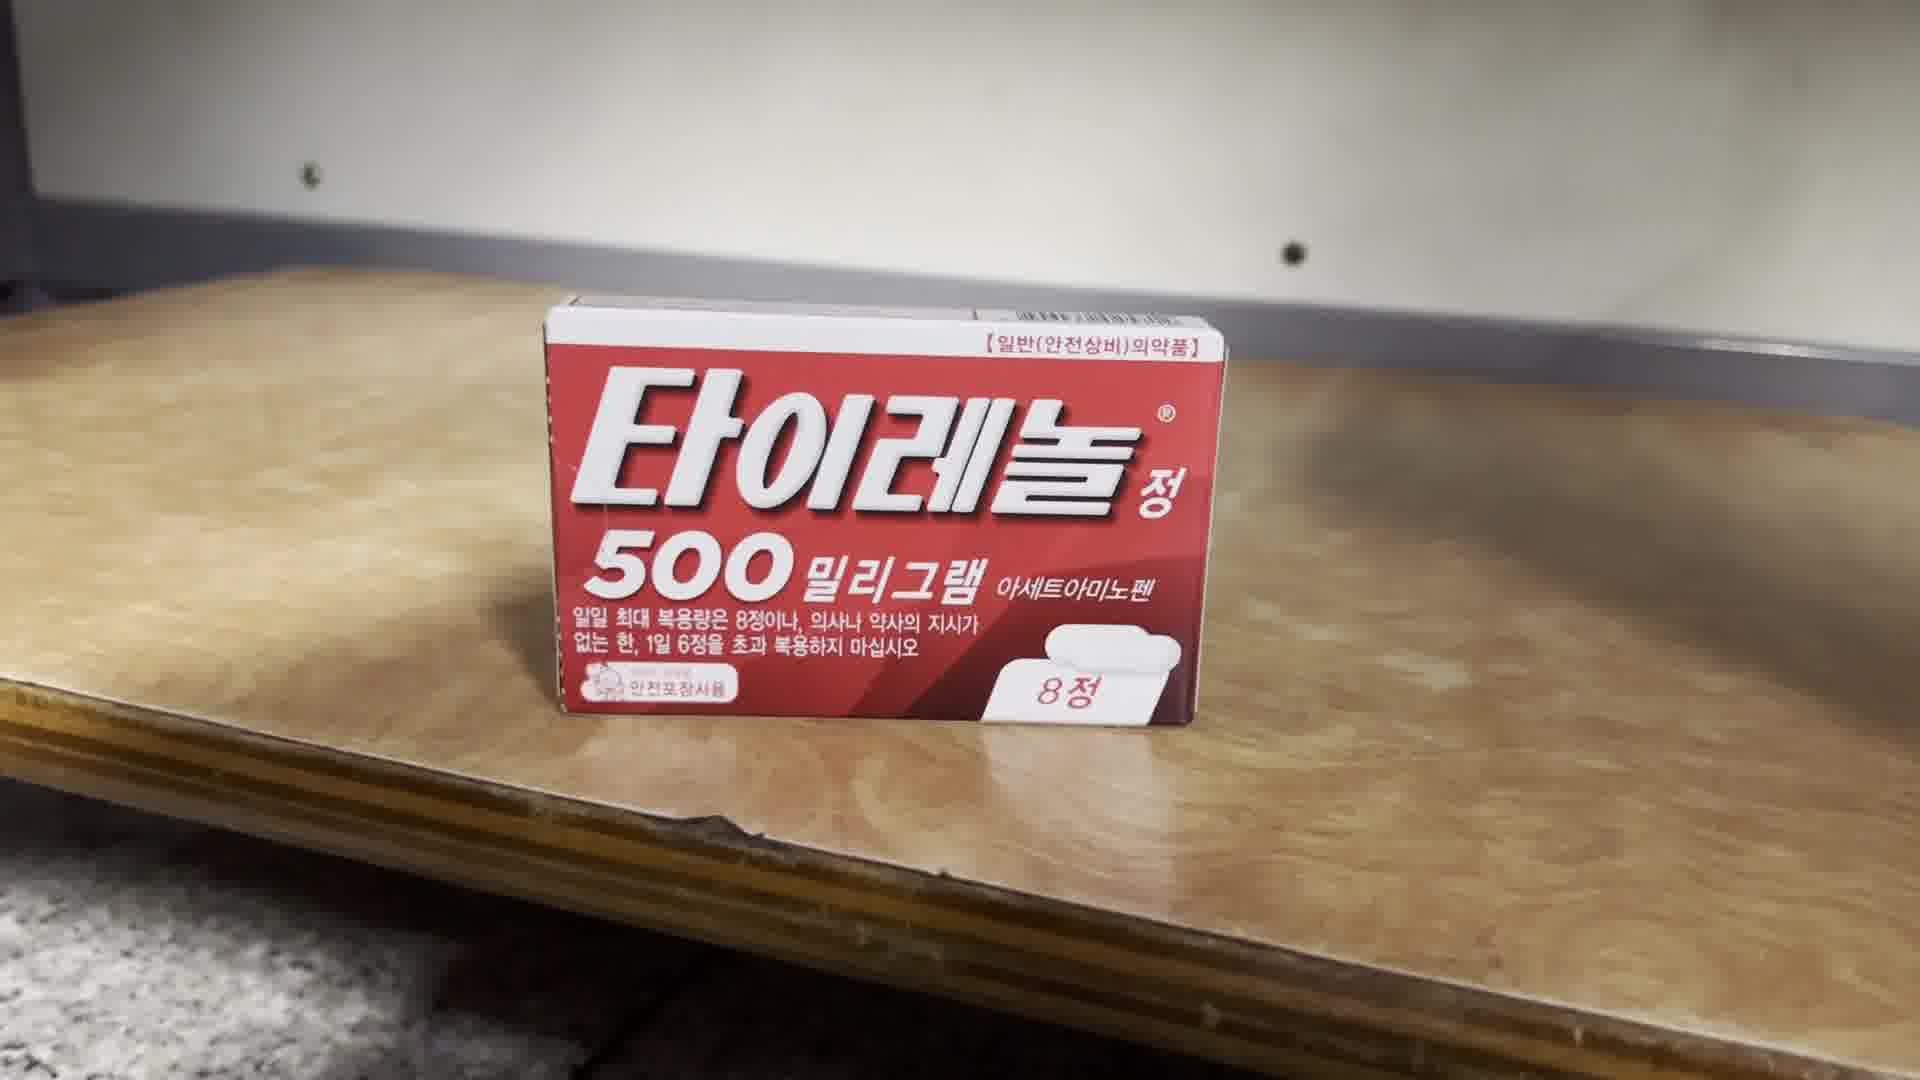 【일반(안전상비)의약품】
타이레놀®정
500 밀리그램 아세트아미노펜
일일 최대 복용량은 8정이나, 의사나 약사의 지시가
없는 한, 1일 6정을 초과 복용하지 마십시오
안전포장사용
8정